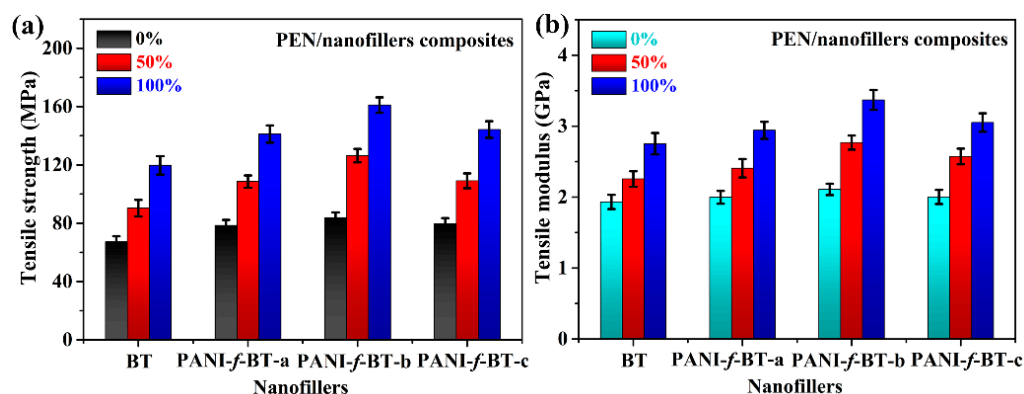 (a)
0%
50%
100%
PEN/nanofillers composites
Tensile strength (MPa)
200
160
120
80
40
0
BT PANI-f-BT-a PANI-f-BT-b PANI-f-BT-c
Nanofillers
(b)
0%
50%
100%
PEN/nanofillers composites
Tensile modulus (GPa)
4
3
2
1
0
BT PANI-f-BT-a PANI-f-BT-b PANI-f-BT-c
Nanofillers